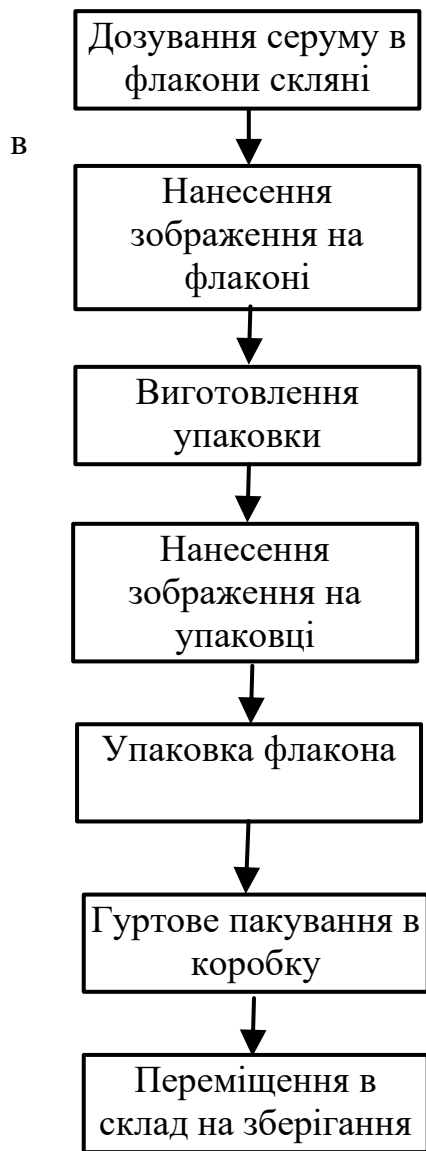 Дозування серуму в
флакони скляні
в
Нанесення
зображення на
флаконі
Виготовлення
упаковки
Нанесення
зображення на
упаковці
Упаковка флакона
Гуртове пакування в
коробку
Переміщення в
склад на зберігання